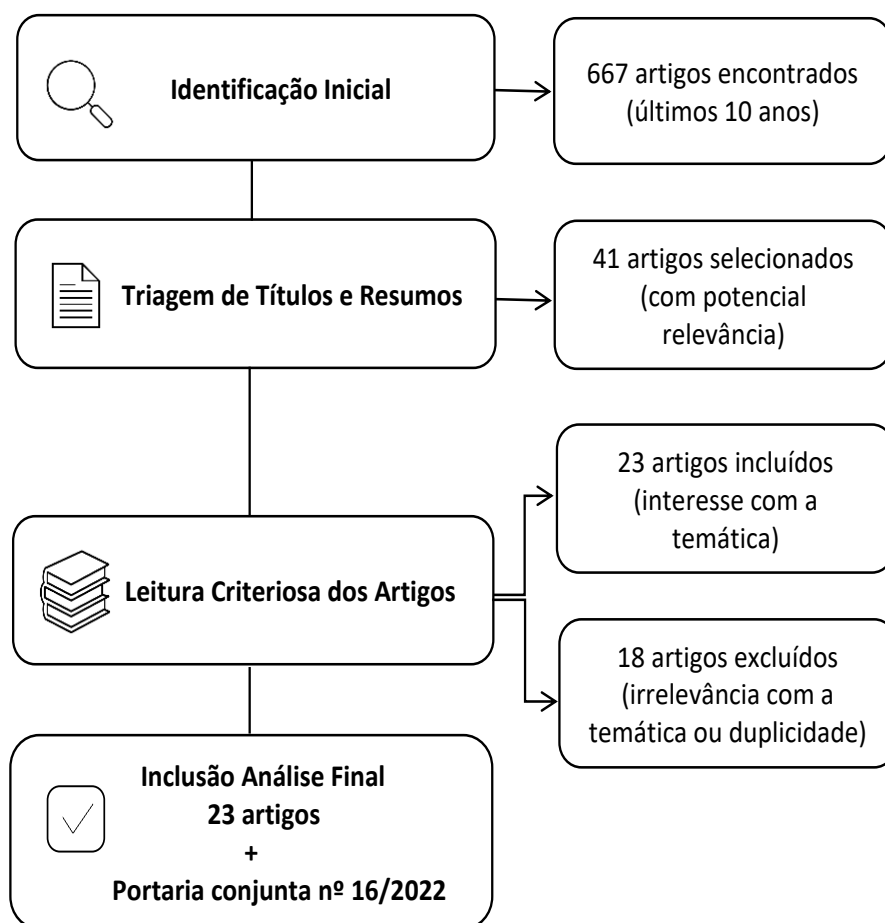 Identificação Inicial
667 artigos encontrados
(últimos 10 anos)
Triagem de Títulos e Resumos
41 artigos selecionados
(com potencial
relevância)
23 artigos incluídos
(interesse com a
temática)
Leitura Criteriosa dos Artigos
18 artigos excluídos
(irrelevância com a
temática ou duplicidade)
Inclusão Análise Final
23 artigos
+
Portaria conjunta nº 16/2022